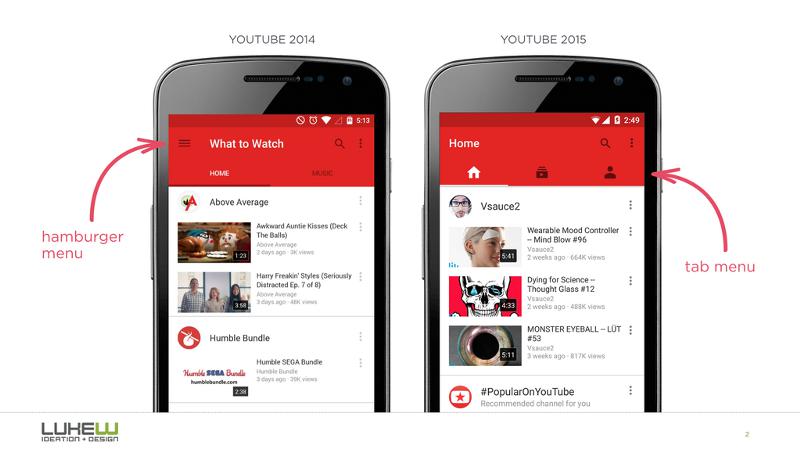 YOUTUBE 2014
YOUTUBE 2015
5:13
What to Watch
HOME
MUSIC
Above Average
Awkward Auntie Kisses (Deck
The Balls)
Above Average
2 days ago · 3K views
1:23
Harry Freakin' Styles (Seriously
Distracted Ep. 7 of 8)
Above Average
3 days ago · 48K views
3:58
Humble Bundle
Humble SEGA Bundle
Humble Bundle
3 days ago · 39K views
Humble SEGA Bundle
humblebundle.com
2:38
2:49
Home
Vsauce2
Wearable Mood Controller
-- Mind Blow #96
Vsauce2
2 weeks ago · 664K views
5:41
Dying for Science --
Thought Glass #12
Vsauce2
2 weeks ago · 488K views
4:33
MONSTER EYEBALL -- LÜT
#53
Vsauce2
3 weeks ago · 817K views
5:11
#PopularOnYouTube
Recommended channel for you
hamburger
menu
tab menu
LUKEW
IDEATION + DESIGN
2